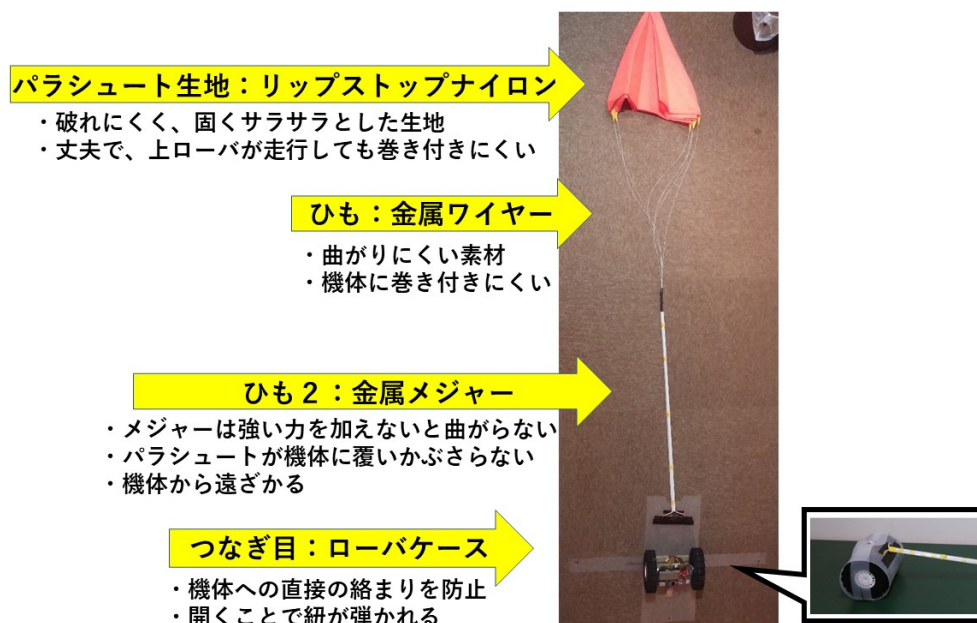 パラシュート生地：リップストップナイロン
・破れにくく、固くサラサラとした生地
・丈夫で、上ローバが走行しても巻き付きにくい
ひも：金属ワイヤー
・曲がりにくい素材
・機体に巻き付きにくい
ひも２：金属メジャー
・メジャーは強い力を加えないと曲がらない
・パラシュートが機体に覆いかぶさらない
・機体から遠ざかる
つなぎ目：ローバケース
・機体への直接の絡まりを防止
・開くことで紐が弾かれる